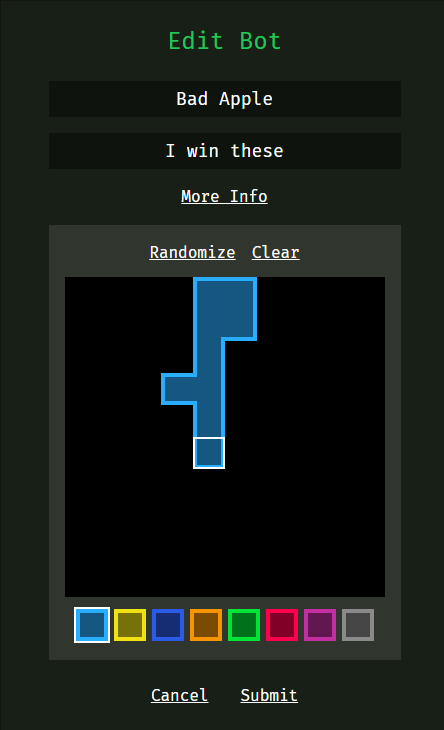 Edit Bot
Bad Apple
I win these
More Info
Randomize Clear
Cancel Submit